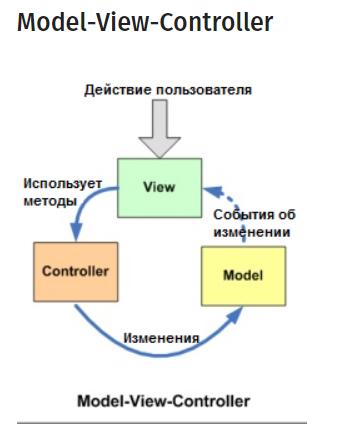 Model-View-Controller
Действие пользователя
View
Использует
методы
События об
изменении
Controller
Model
Изменения
Model-View-Controller